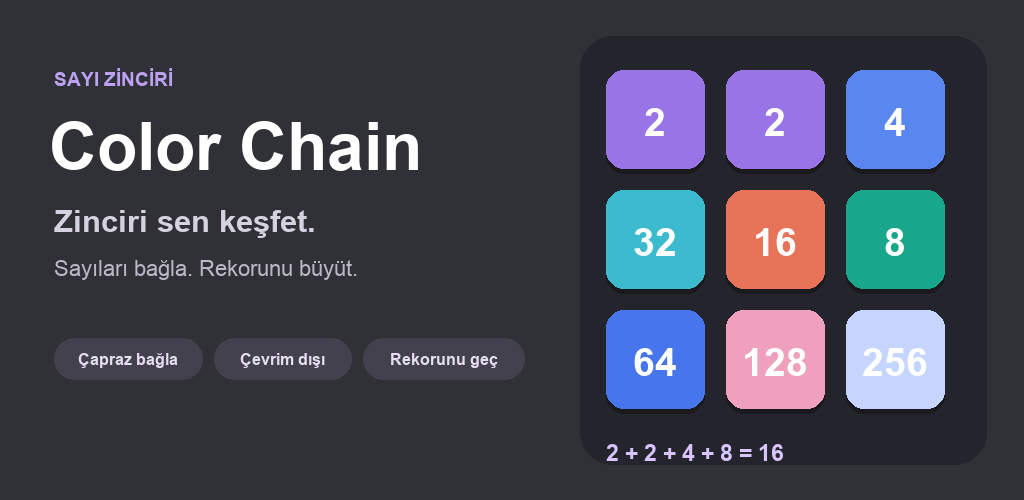 SAYI ZİNCİRİ
Color Chain
Zinciri sen keşfet.
Sayıları bağla. Rekorunu büyüt.
Çapraz bağla
Çevrim dışı
Rekorunu geç
2 2 4
32 16 8
64 128 256
2 + 2 + 4 + 8 = 16